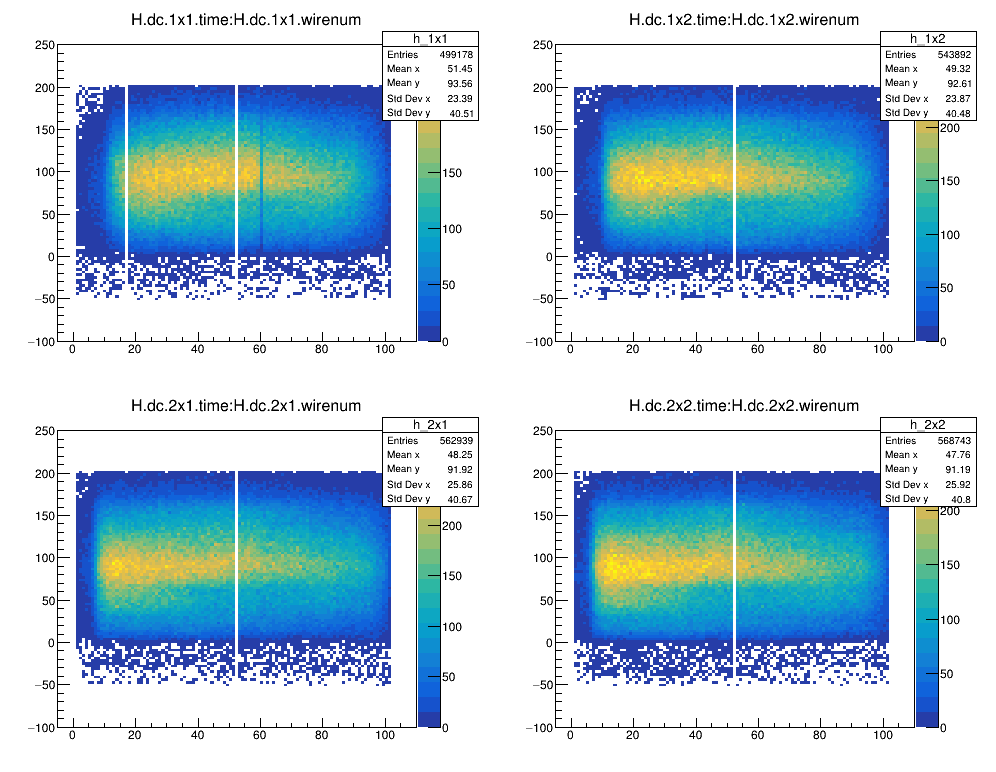 H.dc.1x1.time:H.dc.1x1.wirenum
h_1x1
Entries 499178
Mean x 51.45
Mean y 93.56
Std Dev x 23.39
Std Dev y 40.51
250
200
150
100
50
0
−50
−100
0 20 40 60 80 100
150
100
50
0
H.dc.1x2.time:H.dc.1x2.wirenum
h_1x2
Entries 543892
Mean x 49.32
Mean y 92.61
Std Dev x 23.87
Std Dev y 40.48
250
200
150
100
50
0
−50
−100
0 20 40 60 80 100
200
150
100
50
0
H.dc.2x1.time:H.dc.2x1.wirenum
h_2x1
Entries 562939
Mean x 48.25
Mean y 91.92
Std Dev x 25.86
Std Dev y 40.67
250
200
150
100
50
0
−50
−100
0 20 40 60 80 100
200
150
100
50
0
H.dc.2x2.time:H.dc.2x2.wirenum
h_2x2
Entries 568743
Mean x 47.76
Mean y 91.19
Std Dev x 25.92
Std Dev y 40.8
250
200
150
100
50
0
−50
−100
0 20 40 60 80 100
200
150
100
50
0